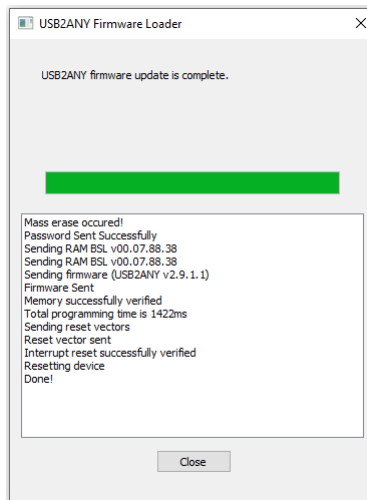 USB2ANY Firmware Loader
USB2ANY firmware update is complete.
Mass erase occured!
Password Sent Successfully
Sending RAM BSL v00.07.88.38
Sending RAM BSL v00.07.88.38
Sending firmware (USB2ANY v2.9.1.1)
Firmware Sent
Memory successfully verified
Total programming time is 1422ms
Sending reset vectors
Reset vector sent
Interrupt reset successfully verified
Resetting device
Done!
Close